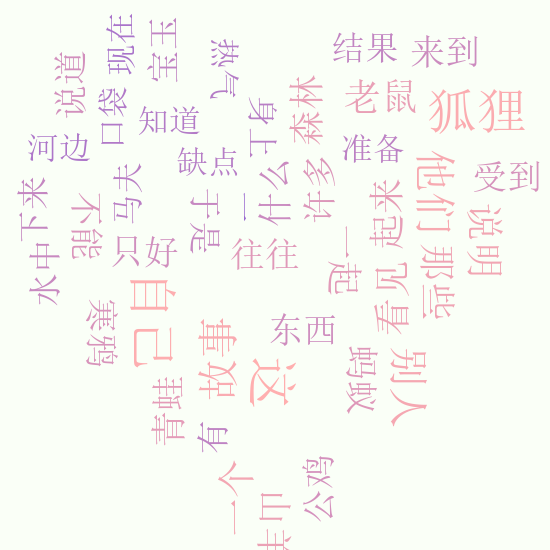 现在
宝玉
热气
结果
来到
说道
口袋
知道
身上
森林
老鼠
狐狸
河边
缺点
准备
受到
下来
不能
马夫
于是
一
什么
许多
起来
他们
说明
水中
只好
往往
一起
看见
那些
寒鸦
自己
故事
这
东西
蚂蚁
别人
青蛙
有
一个
山羊
公鸡